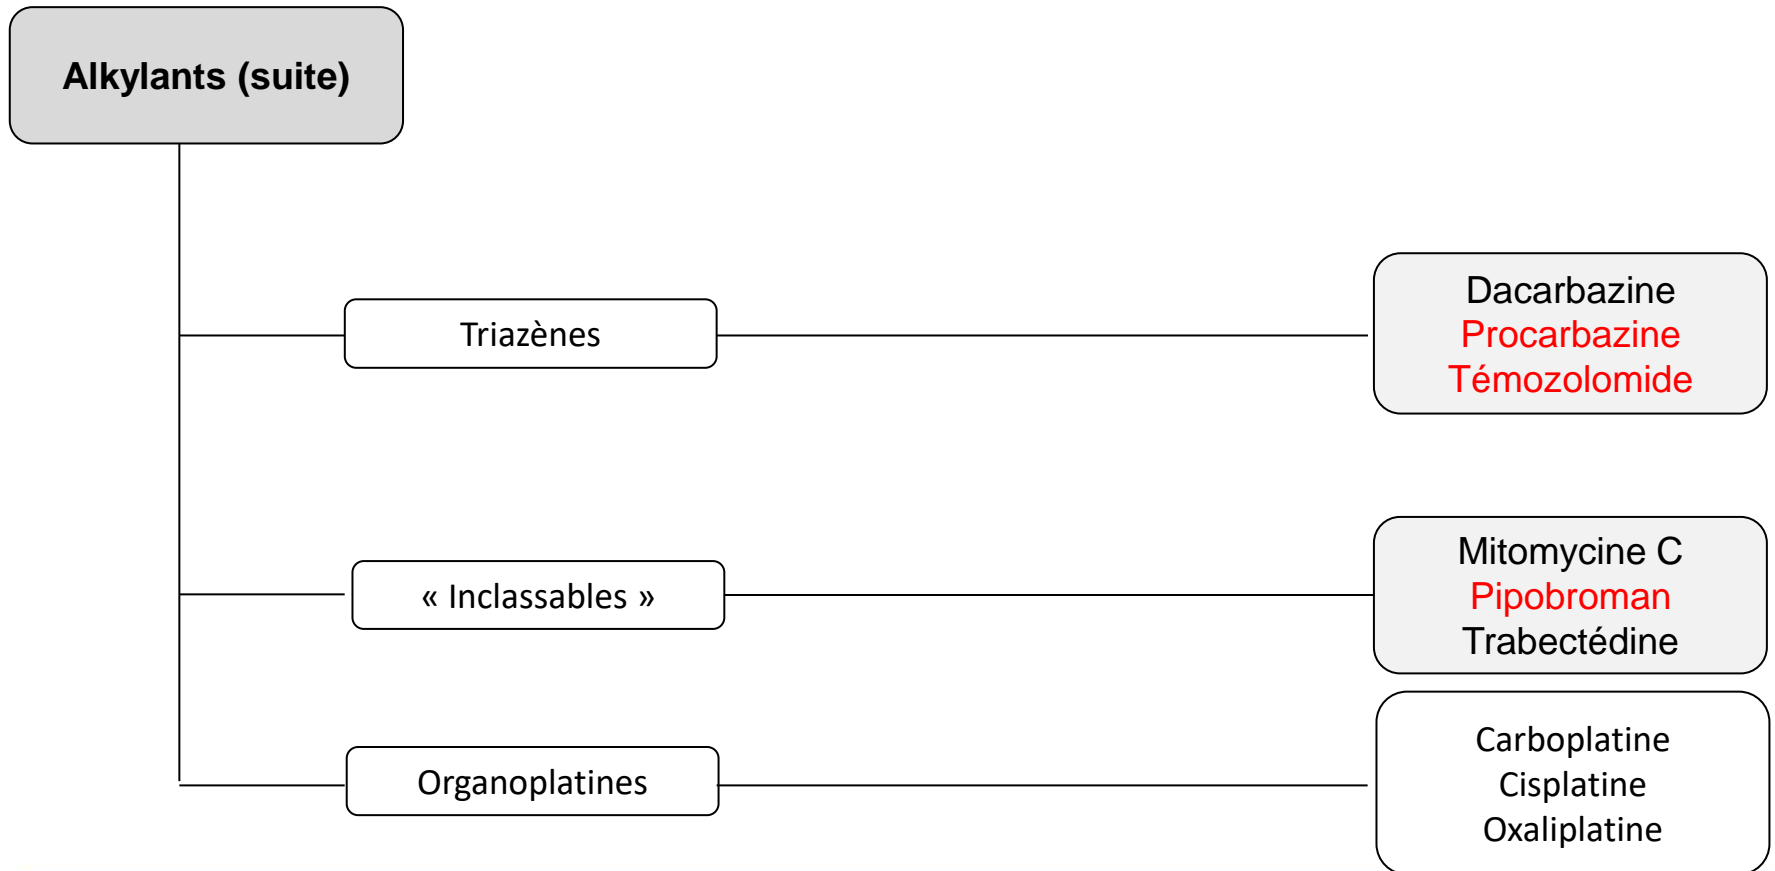 Alkylants (suite)
Triazènes
Dacarbazine
Procarbazine
Témozolomide
« Inclassables »
Mitomycine C
Pipobroman
Trabectédine
Organoplatines
Carboplatine
Cisplatine
Oxaliplatine